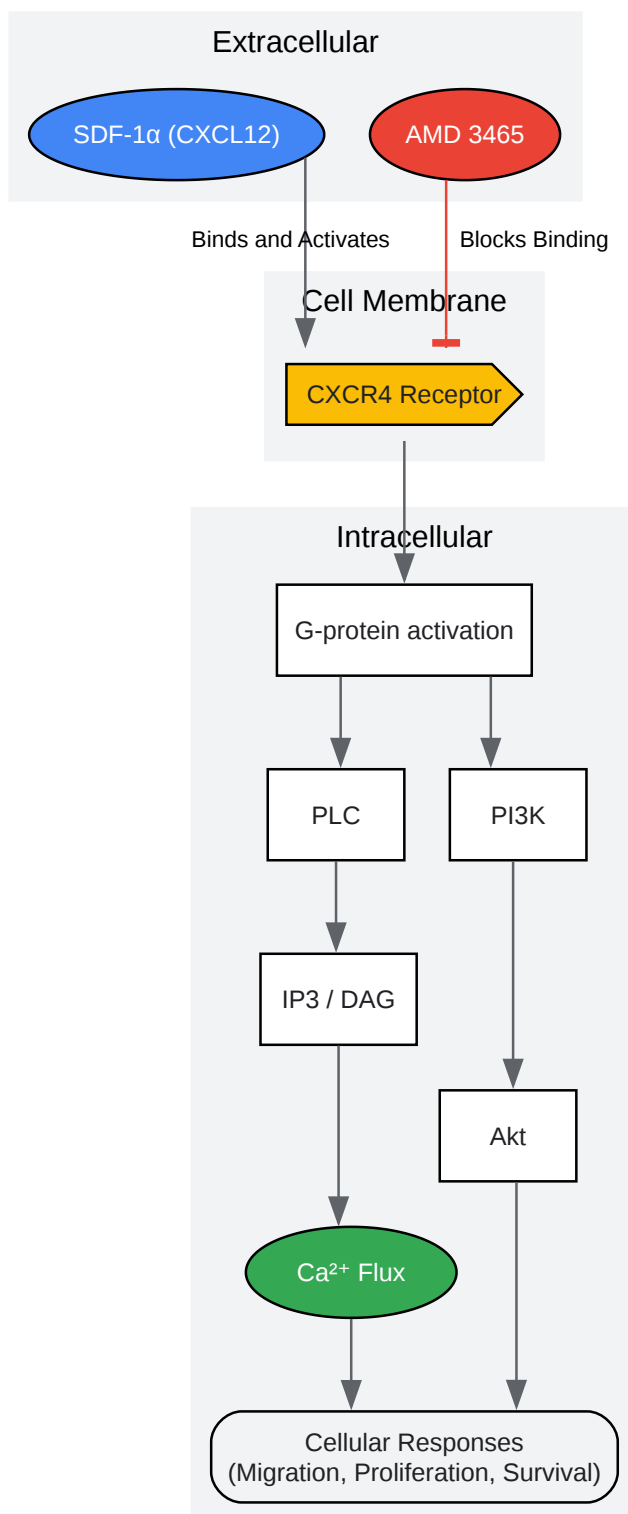 Extracellular
SDF-1α (CXCL12)
AMD 3465
Binds and Activates
Blocks Binding
Cell Membrane
CXCR4 Receptor
Intracellular
G-protein activation
PLC
PI3K
IP3 / DAG
Akt
Ca²⁺ Flux
Cellular Responses
(Migration, Proliferation, Survival)